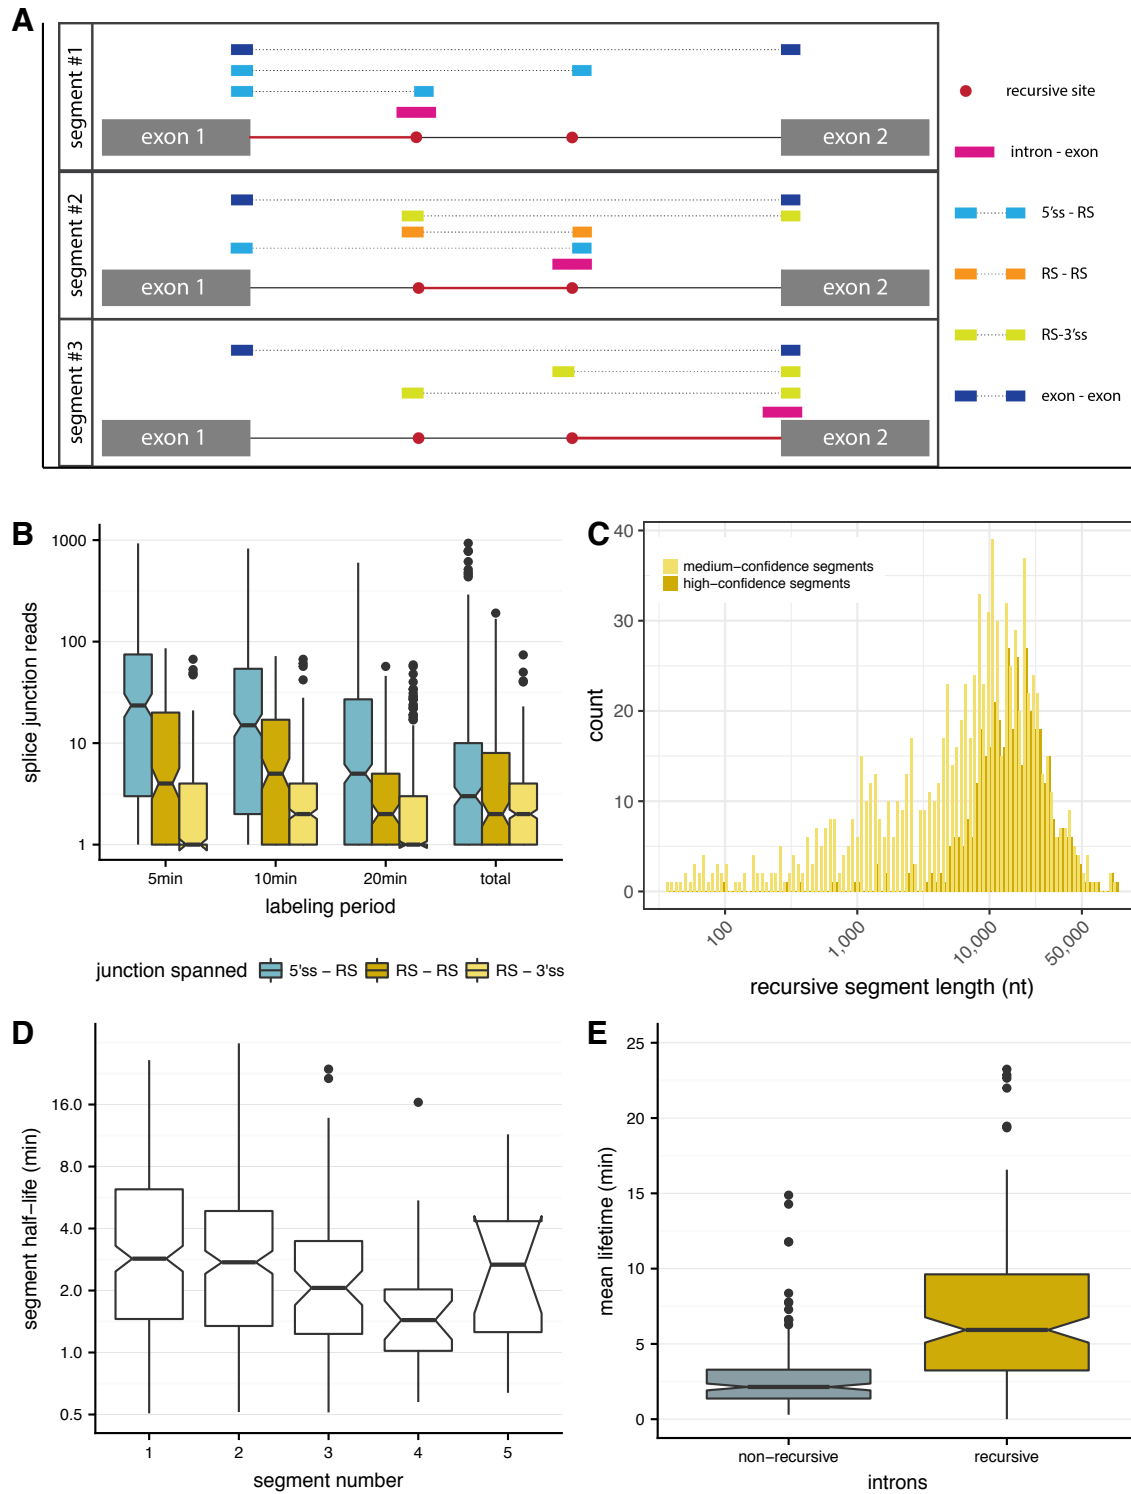 A
segment #1
exon 1
exon 2
segment #2
exon 1
exon 2
segment #3
exon 1
exon 2
recursive site
intron - exon
5'ss - RS
RS - RS
RS-3'ss
exon - exon
B
splice junction reads
1000
100
10
1
5min
10min
20min
total
labeling period
junction spanned
5'ss − RS
RS − RS
RS − 3'ss
C
count
40
30
20
10
0
medium−confidence segments
high−confidence segments
100
1,000
10,000
50,000
recursive segment length (nt)
D
segment half−life (min)
16.0
8.0
4.0
2.0
1.0
0.5
1
2
3
4
5
segment number
E
mean lifetime (min)
25
20
15
10
5
0
non−recursive
recursive
introns